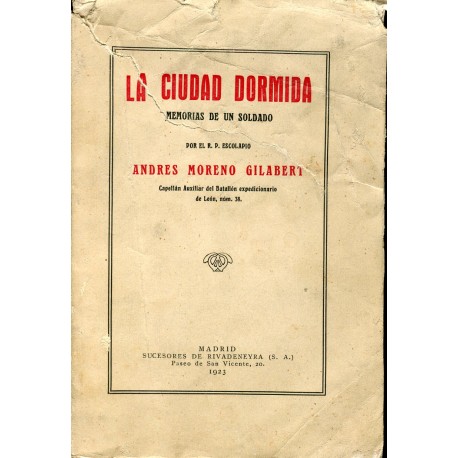 LA CIUDAD DORMIDA
MEMORIAS DE UN SOLDADO
POR EL R. P. ESCOLAPIO
ANDRES MORENO GILABERT
Capellán Auxiliar del Batallón expedicionario
de León, núm. 38.
MADRID
SUCESORES DE RIVADENEYRA (S. A.)
Paseo de San Vicente, 20.
1923